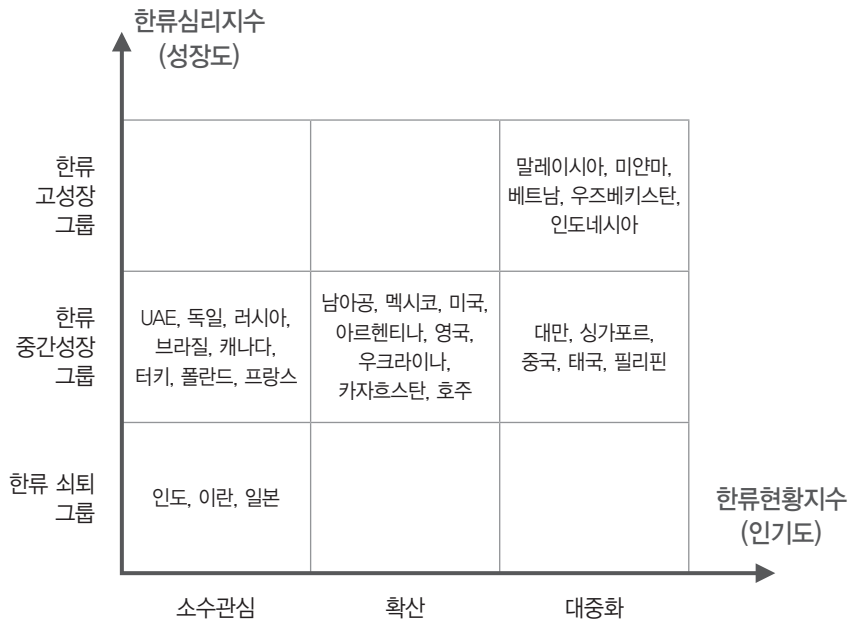 한류심리지수
(성장도)
한류
고성장
그룹
말레이시아, 미얀마,
베트남, 우즈베키스탄,
인도네시아
한류
중간성장
그룹
UAE, 독일, 러시아,
브라질, 캐나다,
터키, 폴란드, 프랑스
남아공, 멕시코, 미국,
아르헨티나, 영국,
우크라이나,
카자흐스탄, 호주
대만, 싱가포르,
중국, 태국, 필리핀
한류 쇠퇴
그룹
인도, 이란, 일본
한류현황지수
(인기도)
소수관심
확산
대중화